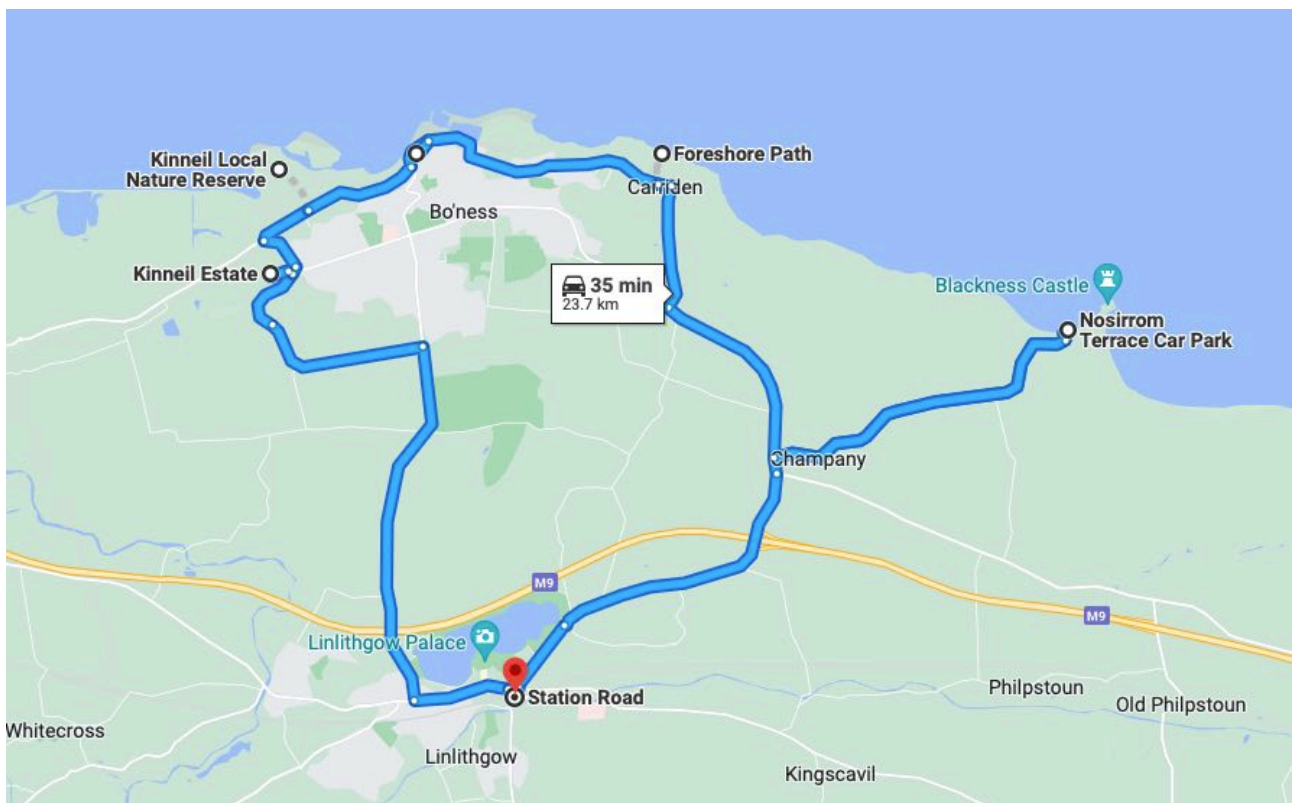 Kinneil Local
Nature Reserve
Foreshore Path
Carriden
Bo'ness
Kinneil Estate
35 min
23.7 km
Blackness Castle
Nosirrom
Terrace Car Park
Champany
M9
M9
Linlithgow Palace
Station Road
Philpstoun
Old Philpstoun
Whitecross
Linlithgow
Kingscavil